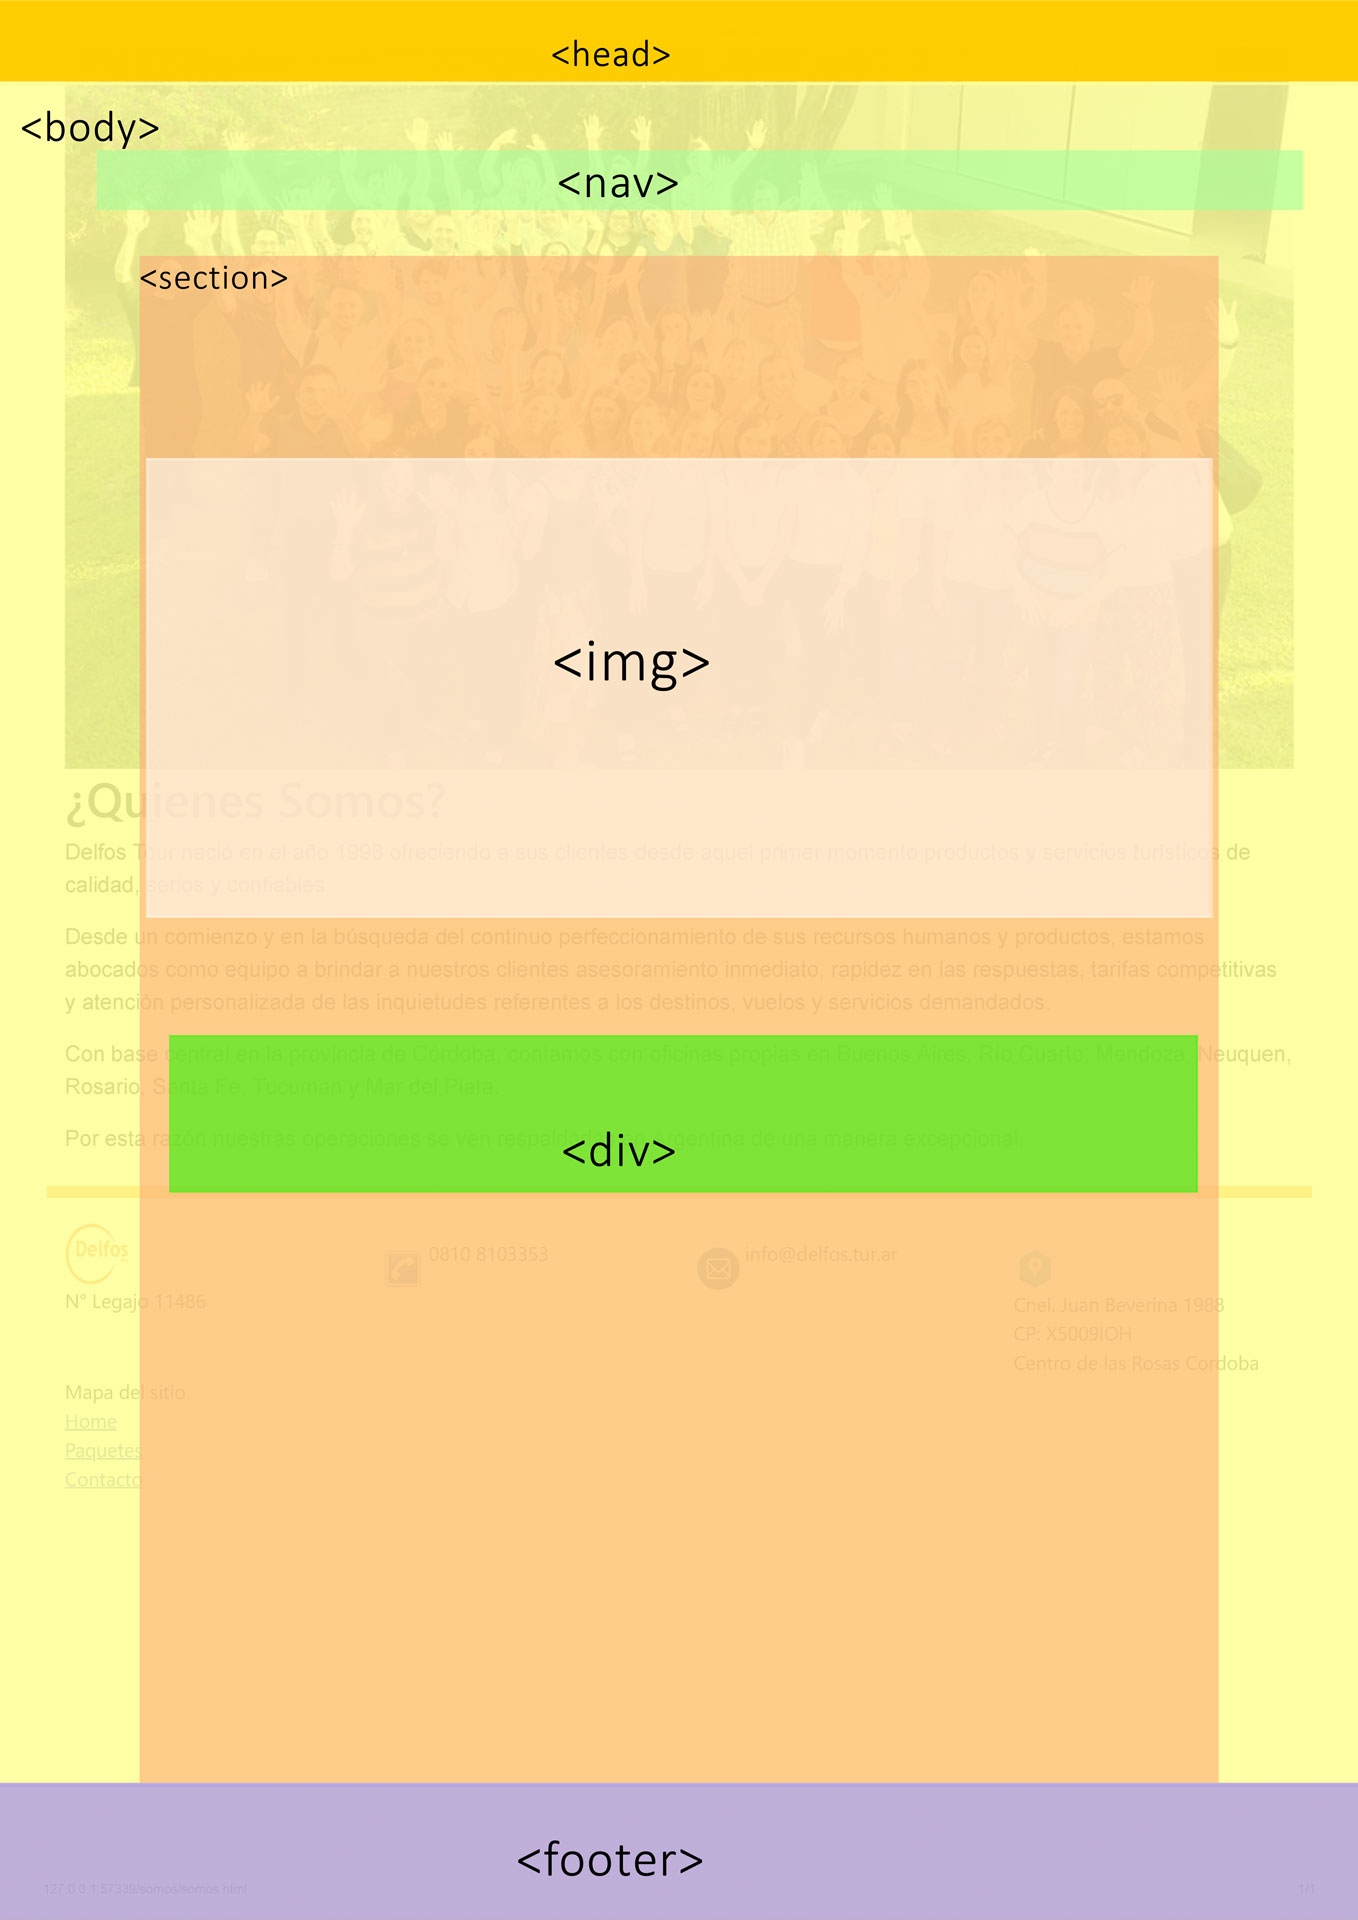 <head>
<body>
<nav>
<section>
<img>
¿Quienes Somos?
Delfos Tour nació en el año 1998 ofreciendo a sus clientes desde aquel primer momento productos y servicios turísticos de
calidad, serios y confiables.
Desde un comienzo y en la búsqueda del continuo perfeccionamiento de sus recursos humanos y productos, estamos
abocados como equipo a brindar a nuestros clientes asesoramiento inmediato, rapidez en las respuestas, tarifas competitivas
y atención personalizada de las inquietudes referentes a los destinos, vuelos y servicios demandados.
Con base central en la provincia de Córdoba, contamos con oficinas propias en Buenos Aires, Río Cuarto, Mendoza, Neuquen,
Rosario, Santa Fe, Tucuman y Mar del Plata.
Por esta razón nuestras operaciones se ven Argentina de una manera excepcional.
<div>
Delfos
0810 8103353
info@delfos.tur.ar
N° Legajo 11486
Cnel. Juan Beverina 1988
CP: X5009IOH
Centro de las Rosas Cordoba
Mapa del sitio
Home
Paquetes
Contacto
<footer>
127.0.0.1:57339/somos/somos.html
1/1